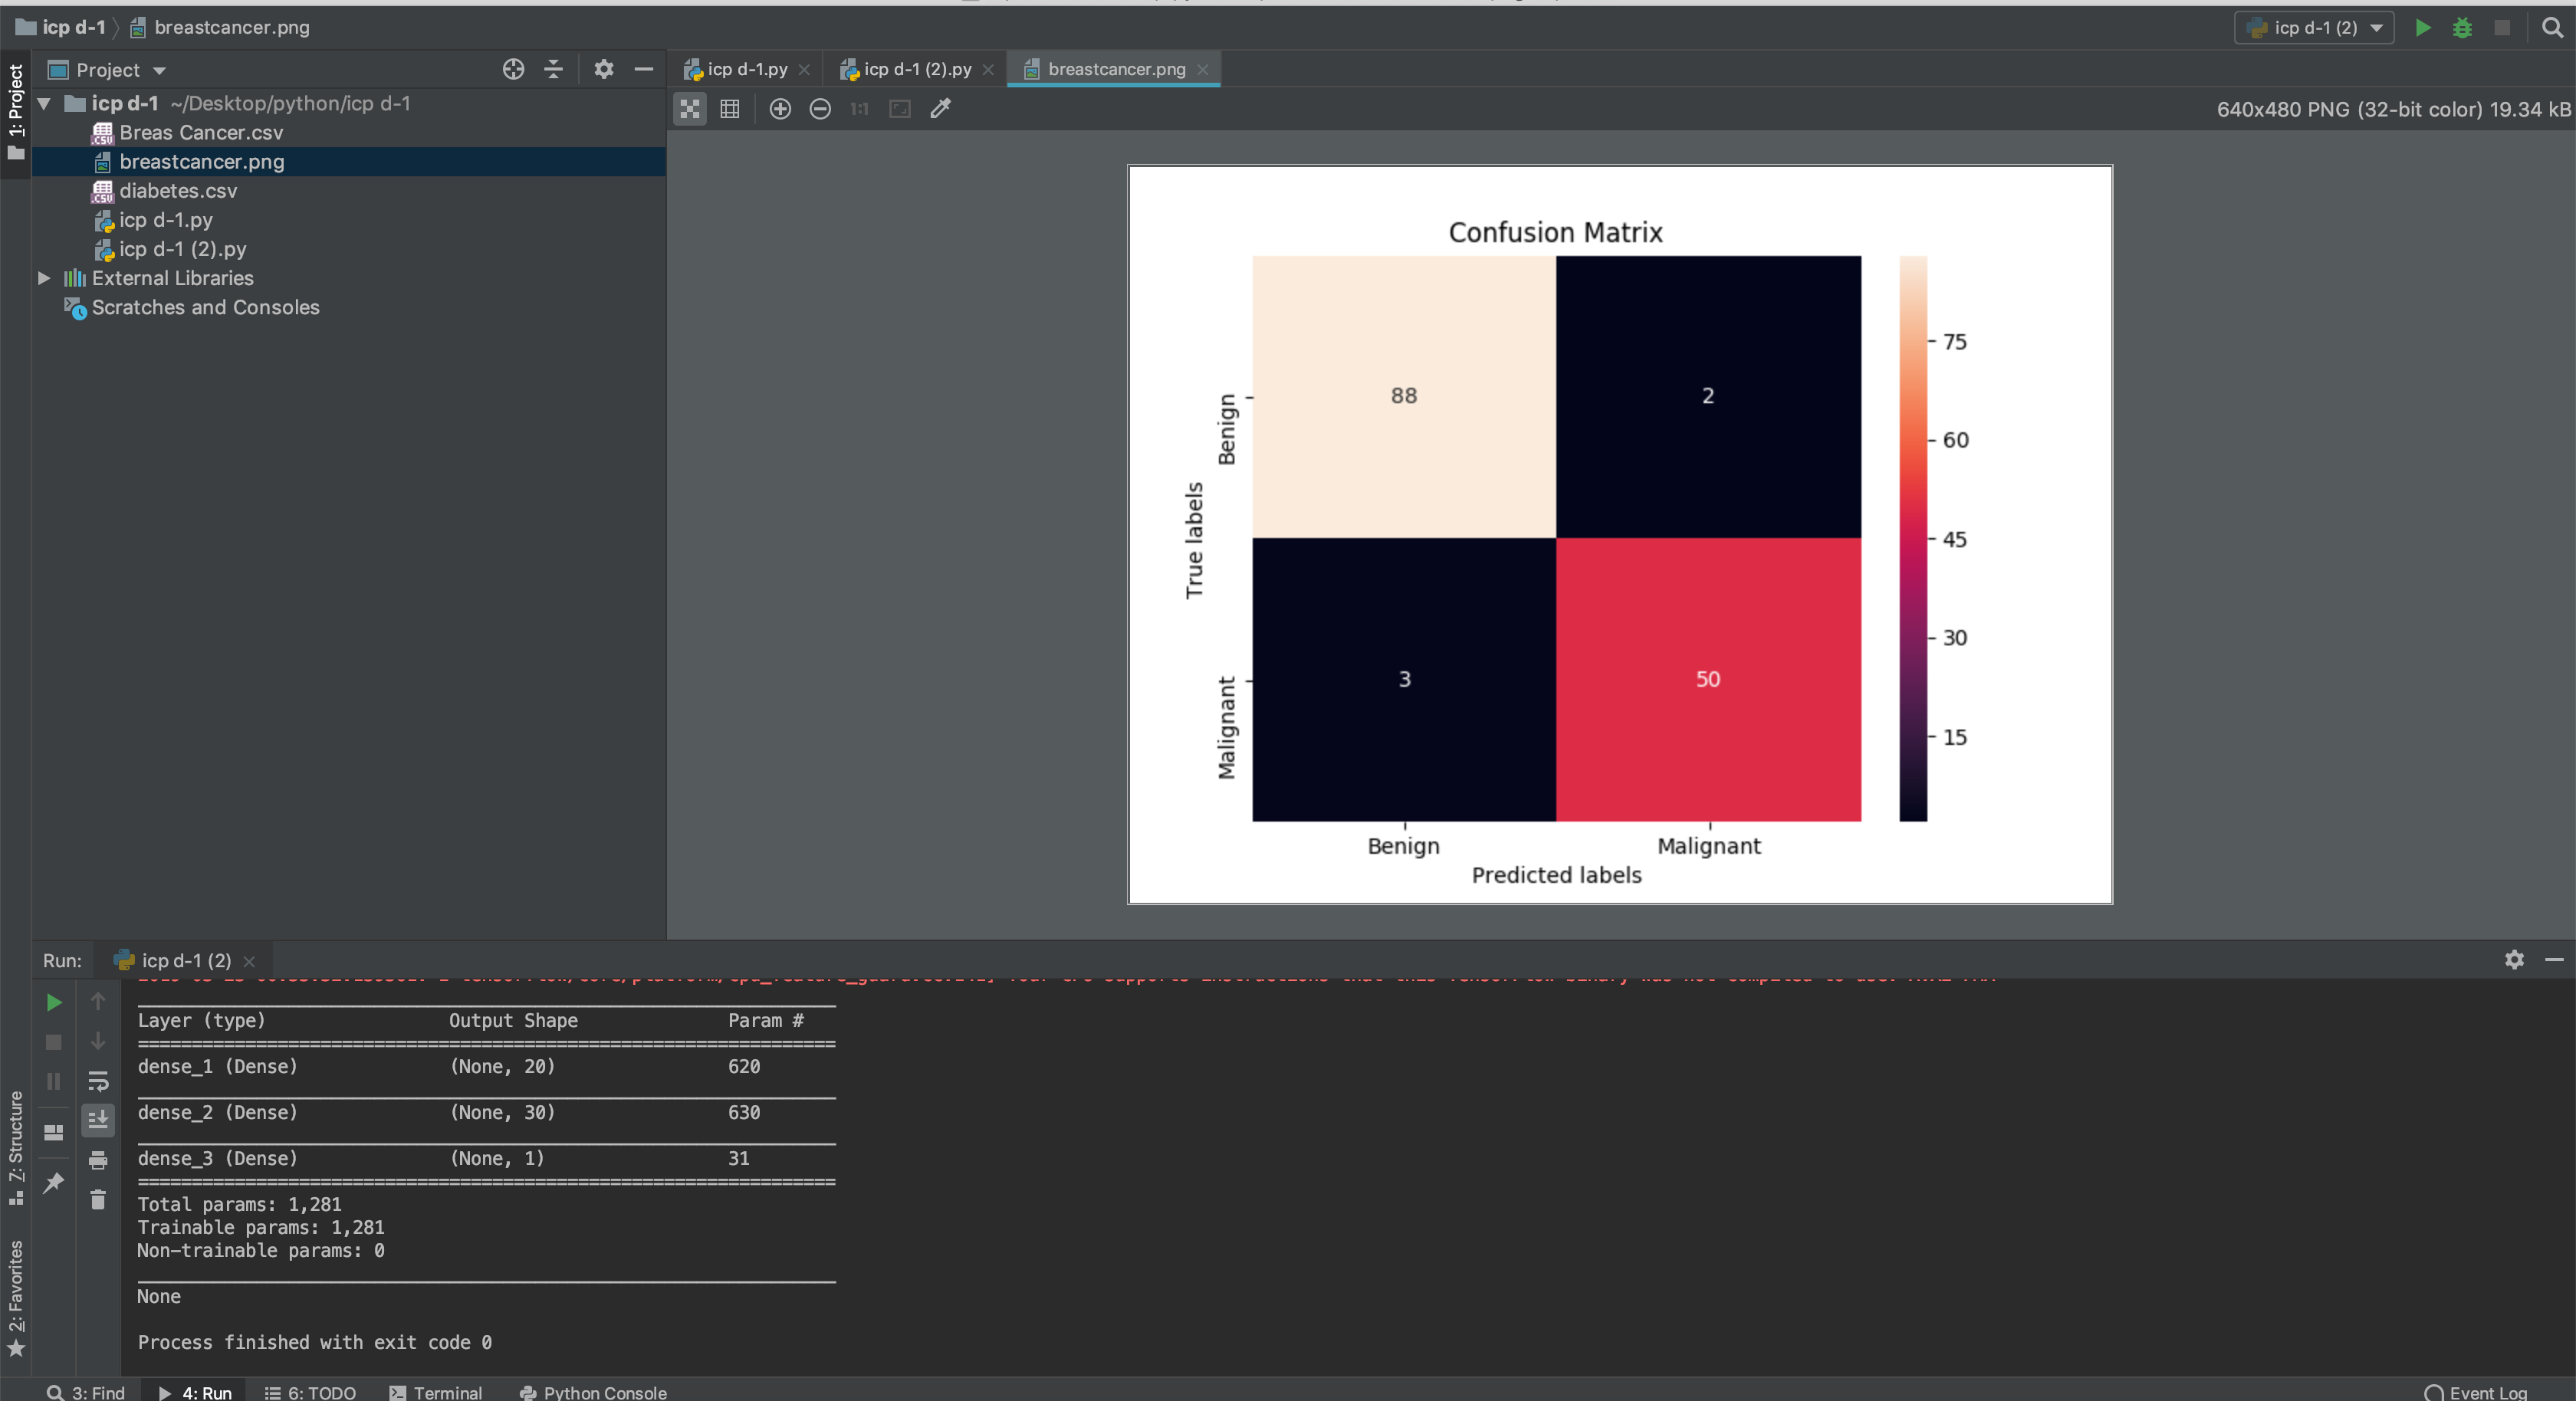 icp d-1 breastcancer.png
icp d-1 (2)
1: Project
Project
icp d-1.py
icp d-1 (2).py
breastcancer.png
icp d-1 ~/Desktop/python/icp d-1
Breas Cancer.csv
breastcancer.png
diabetes.csv
icp d-1.py
icp d-1 (2).py
External Libraries
Scratches and Consoles
1:1
640x480 PNG (32-bit color) 19.34 kB
Confusion Matrix
True labels
Benign
Malignant
88 2
3 50
Benign Malignant
Predicted labels
75
60
45
30
15
Run: icp d-1 (2)
Layer (type) Output Shape Param #
=================================================================
dense_1 (Dense) (None, 20) 620
dense_2 (Dense) (None, 30) 630
dense_3 (Dense) (None, 1) 31
=================================================================
Total params: 1,281
Trainable params: 1,281
Non-trainable params: 0
None
Process finished with exit code 0
Z: Structure
2: Favorites
3: Find 4: Run 6: TODO Terminal Python Console Event Log